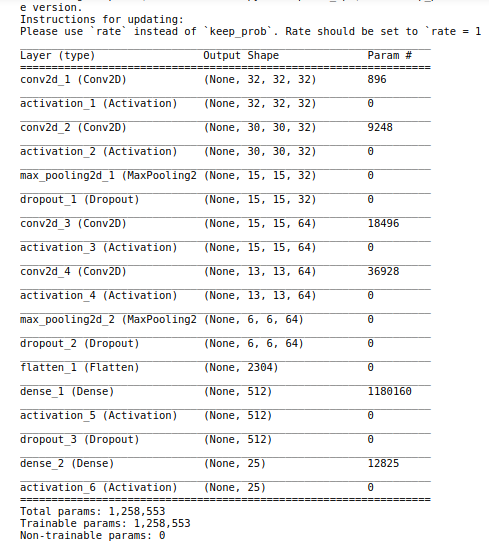 e version.
Instructions for updating:
Please use `rate` instead of `keep_prob`. Rate should be set to `rate = 1
Layer (type) Output Shape Param #
conv2d_1 (Conv2D) (None, 32, 32, 32) 896
activation_1 (Activation) (None, 32, 32, 32) 0
conv2d_2 (Conv2D) (None, 30, 30, 32) 9248
activation_2 (Activation) (None, 30, 30, 32) 0
max_pooling2d_1 (MaxPooling2 (None, 15, 15, 32) 0
dropout_1 (Dropout) (None, 15, 15, 32) 0
conv2d_3 (Conv2D) (None, 15, 15, 64) 18496
activation_3 (Activation) (None, 15, 15, 64) 0
conv2d_4 (Conv2D) (None, 13, 13, 64) 36928
activation_4 (Activation) (None, 13, 13, 64) 0
max_pooling2d_2 (MaxPooling2 (None, 6, 6, 64) 0
dropout_2 (Dropout) (None, 6, 6, 64) 0
flatten_1 (Flatten) (None, 2304) 0
dense_1 (Dense) (None, 512) 1180160
activation_5 (Activation) (None, 512) 0
dropout_3 (Dropout) (None, 512) 0
dense_2 (Dense) (None, 25) 12825
activation_6 (Activation) (None, 25) 0
Total params: 1,258,553
Trainable params: 1,258,553
Non-trainable params: 0